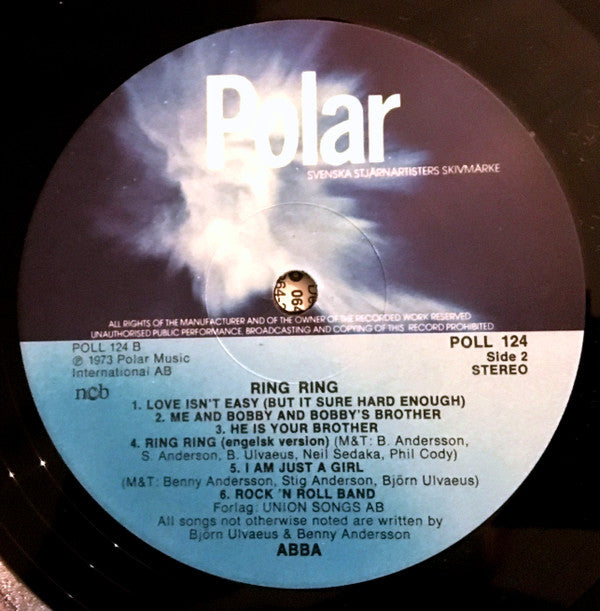 Polar
SVENSKA STJÄRNARTISTERS SKIVMÄRKE
ALL RIGHTS OF THE MANUFACTURER AND OF THE OWNER OF THE RECORDED WORK RESERVED
UNAUTHORISED PUBLIC PERFORMANCE, BROADCASTING AND COPYING OF THIS RECORD PROHIBITED
POLL 124 B
℗ 1973 Polar Music
International AB
ncb
POLL 124
Side 2
STEREO
RING RING
1. LOVE ISN'T EASY (BUT IT SURE HARD ENOUGH)
2. ME AND BOBBY AND BOBBY'S BROTHER
3. HE IS YOUR BROTHER
4. RING RING (engelsk version) (M&T: B. Andersson,
S. Anderson, B. Ulvaeus, Neil Sedaka, Phil Cody)
5. I AM JUST A GIRL
(M&T: Benny Andersson, Stig Anderson, Björn Ulvaeus)
6. ROCK 'N ROLL BAND
Forlag: UNION SONGS AB
All songs not otherwise noted are written by
Björn Ulvaeus & Benny Andersson
ABBA